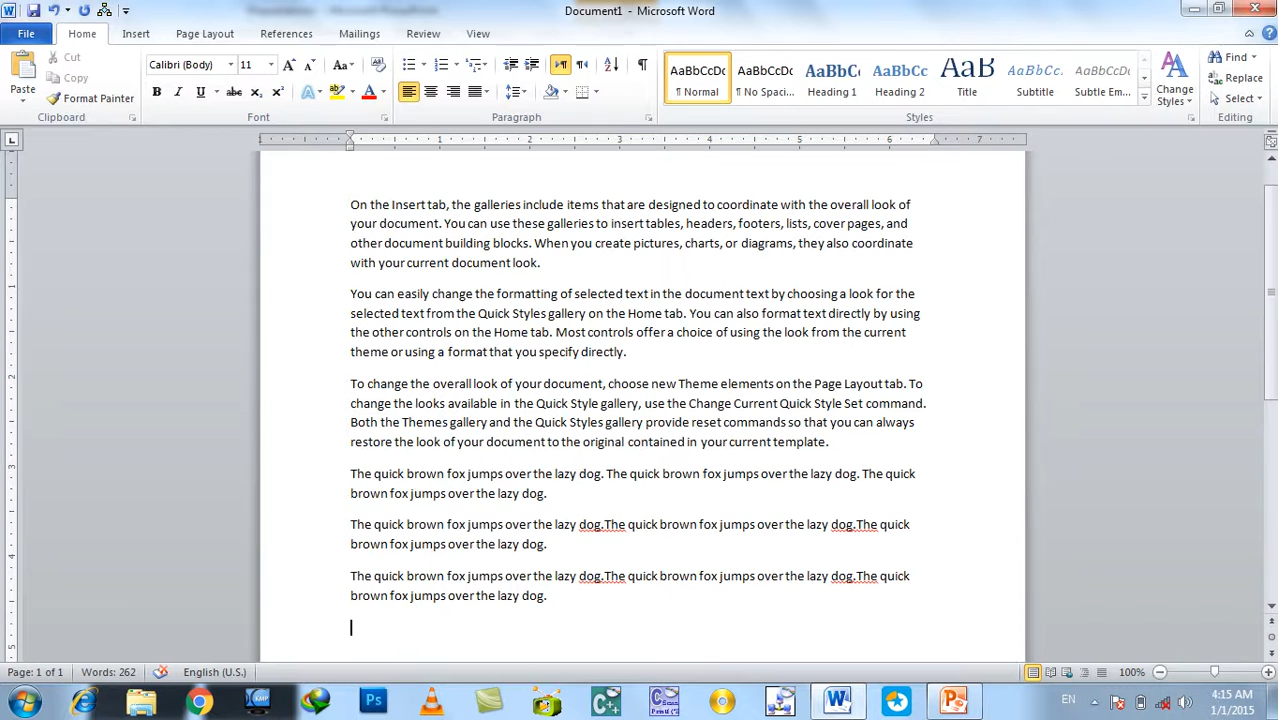 Document1 - Microsoft Word
File Home Insert Page Layout References Mailings Review View
Paste
Cut
Copy
Format Painter
Clipboard
Calibri (Body) 11
Font
Paragraph
AaBbCcDc AaBbCcDc AaBbCc AaBbCc AaB AaBbCc. AaBbCcDc
¶ Normal ¶ No Spaci... Heading 1 Heading 2 Title Subtitle Subtle Em...
Change
Styles
Styles
Find
Replace
Select
Editing
On the Insert tab, the galleries include items that are designed to coordinate with the overall look of
your document. You can use these galleries to insert tables, headers, footers, lists, cover pages, and
other document building blocks. When you create pictures, charts, or diagrams, they also coordinate
with your current document look.
You can easily change the formatting of selected text in the document text by choosing a look for the
selected text from the Quick Styles gallery on the Home tab. You can also format text directly by using
the other controls on the Home tab. Most controls offer a choice of using the look from the current
theme or using a format that you specify directly.
To change the overall look of your document, choose new Theme elements on the Page Layout tab. To
change the looks available in the Quick Style gallery, use the Change Current Quick Style Set command.
Both the Themes gallery and the Quick Styles gallery provide reset commands so that you can always
restore the look of your document to the original contained in your current template.
The quick brown fox jumps over the lazy dog. The quick brown fox jumps over the lazy dog. The quick
brown fox jumps over the lazy dog.
The quick brown fox jumps over the lazy dog.The quick brown fox jumps over the lazy dog.The quick
brown fox jumps over the lazy dog.
The quick brown fox jumps over the lazy dog.The quick brown fox jumps over the lazy dog.The quick
brown fox jumps over the lazy dog.
Page: 1 of 1 Words: 262 English (U.S.) 100%
EN
4:15 AM
1/1/2015